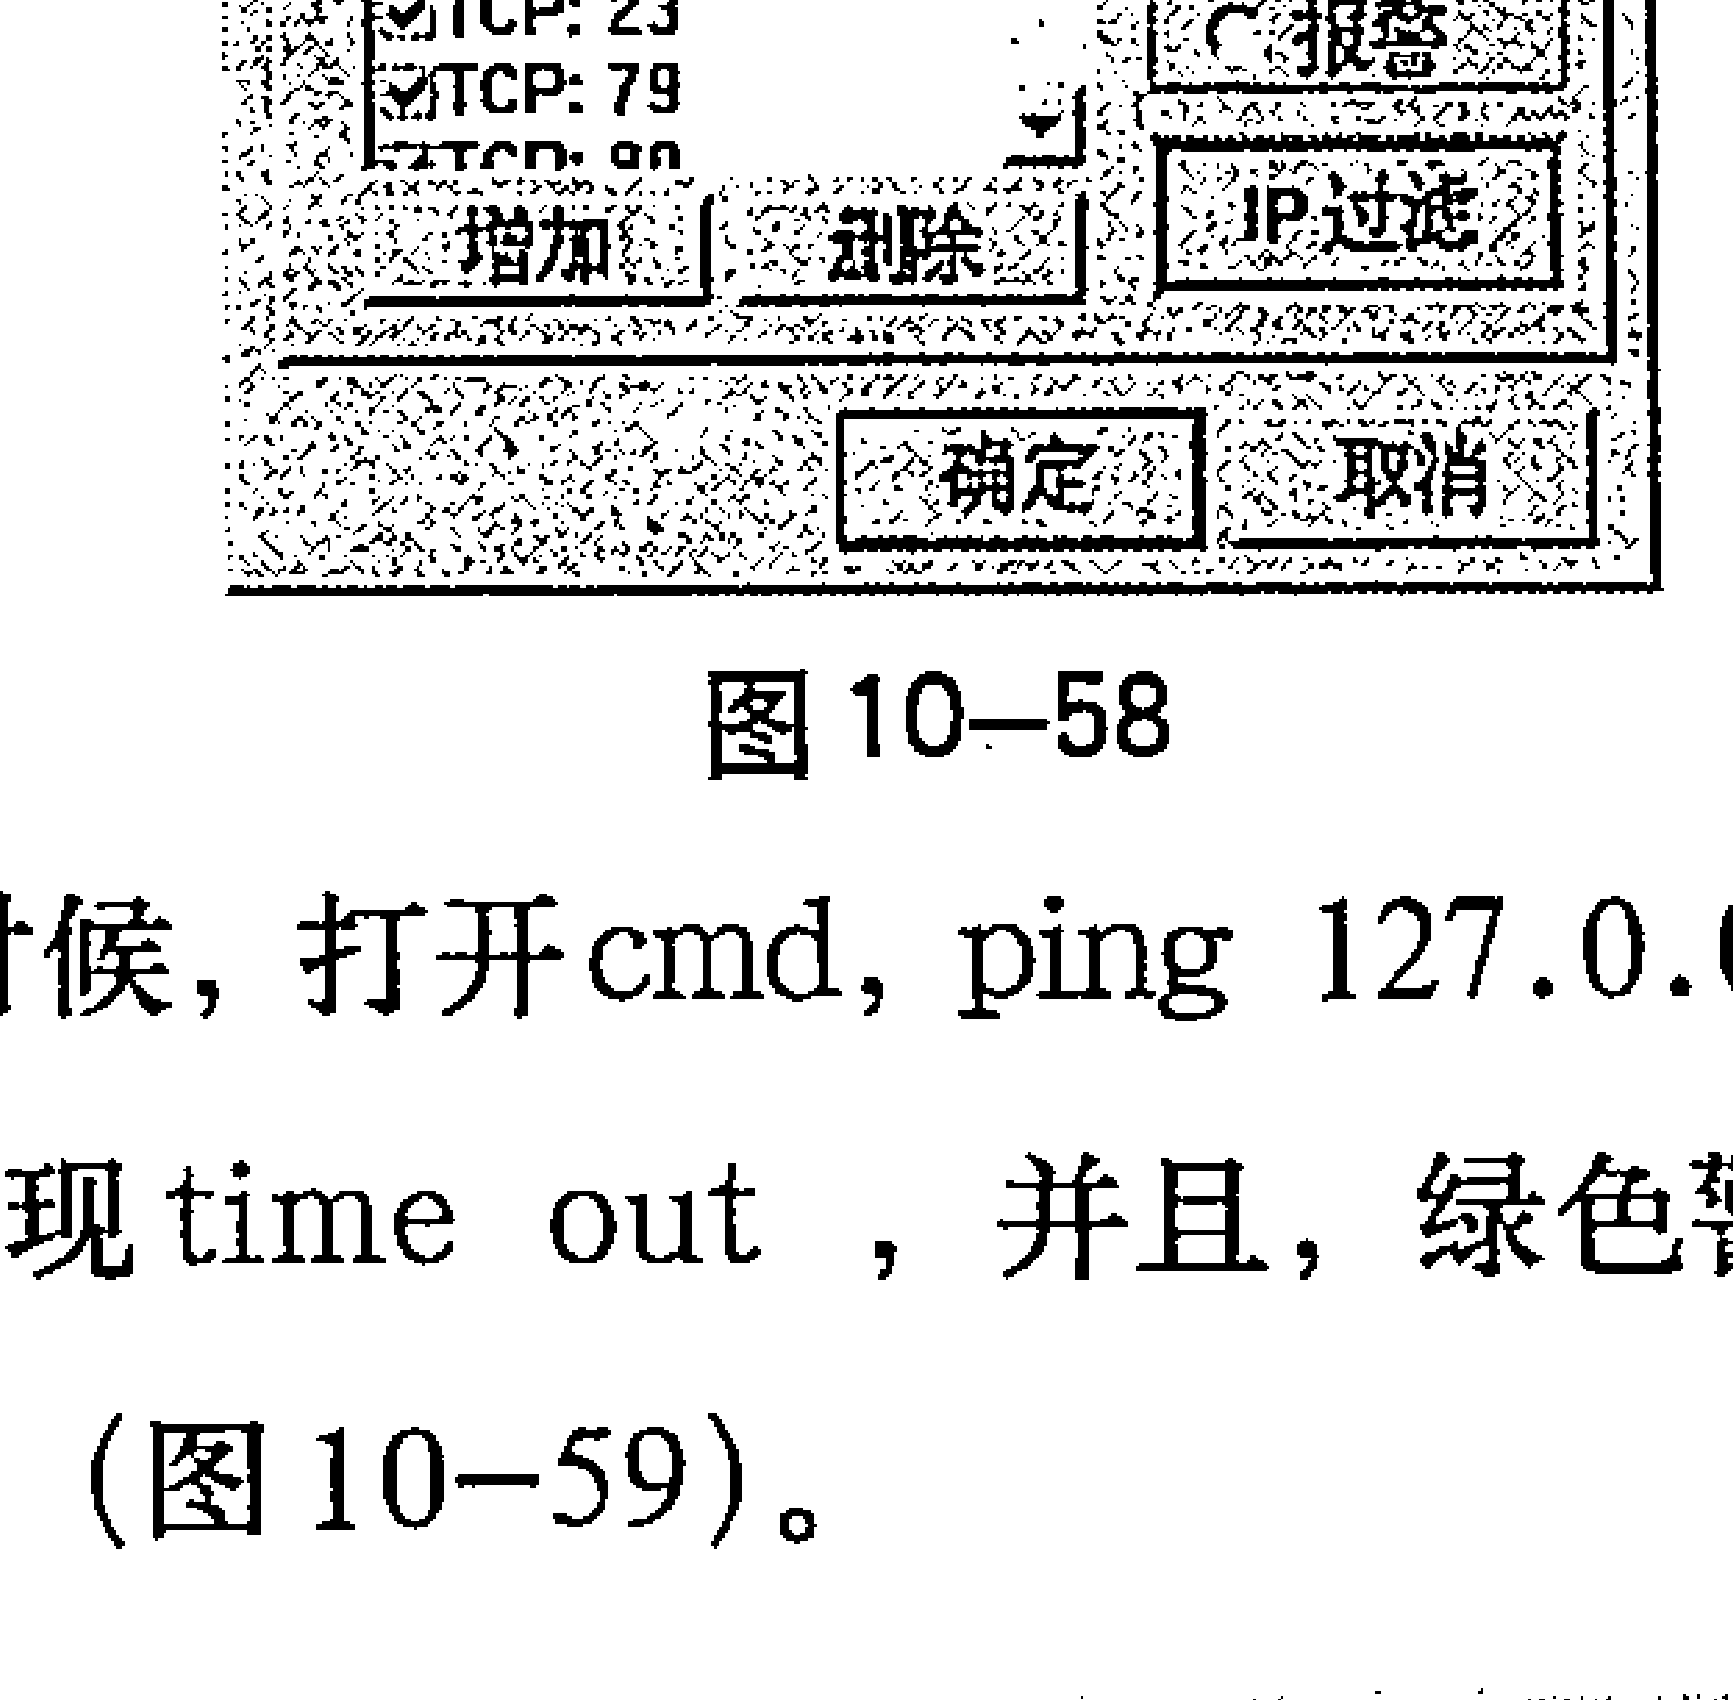 TCP: 23
报警
TCP: 79
TCP: 80
IP过滤
增加 删除
确定 取消
图 10-58
候, 打开cmd, ping 127.0.
现 time out , 并且, 绿色
(图 10-59)。